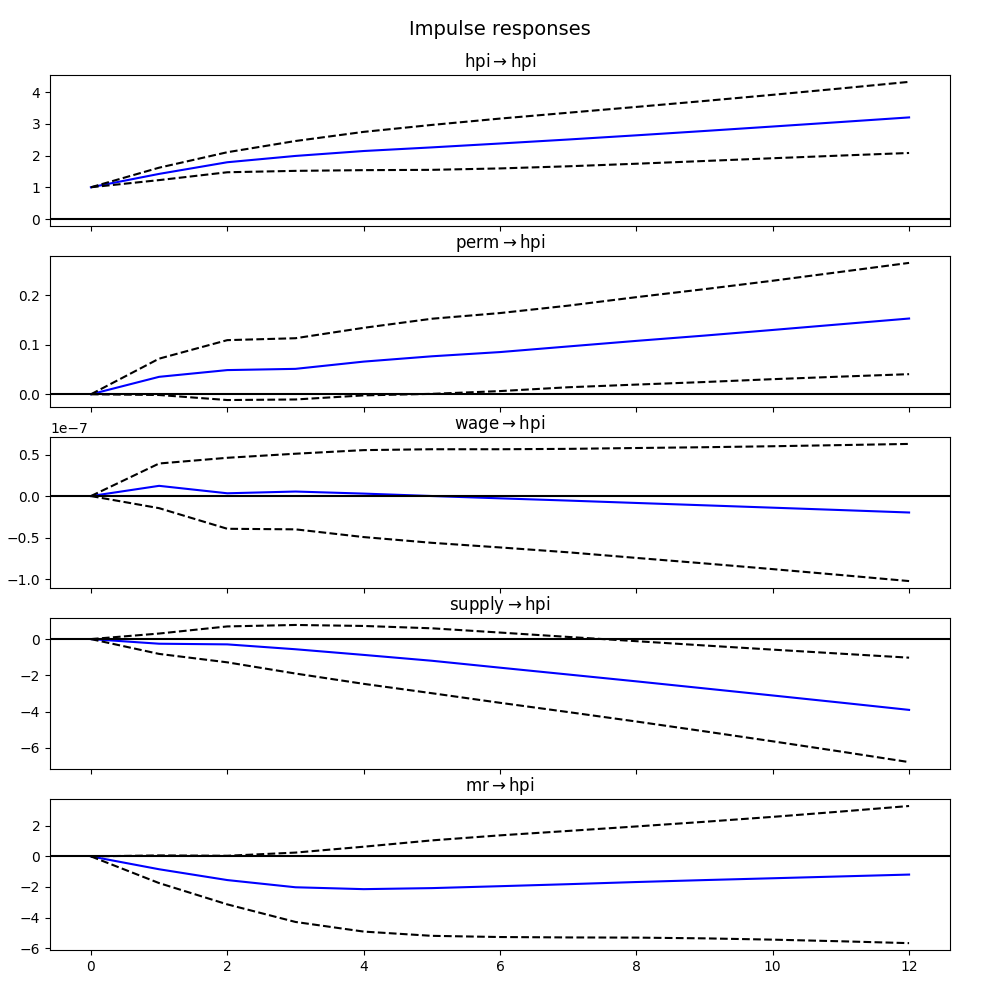 Impulse responses
hpi → hpi
4
3
2
1
0
perm → hpi
0.2
0.1
0.0
wage → hpi
1e−7
0.5
0.0
−0.5
−1.0
supply → hpi
0
−2
−4
−6
mr → hpi
2
0
−2
−4
−6
0 2 4 6 8 10 12